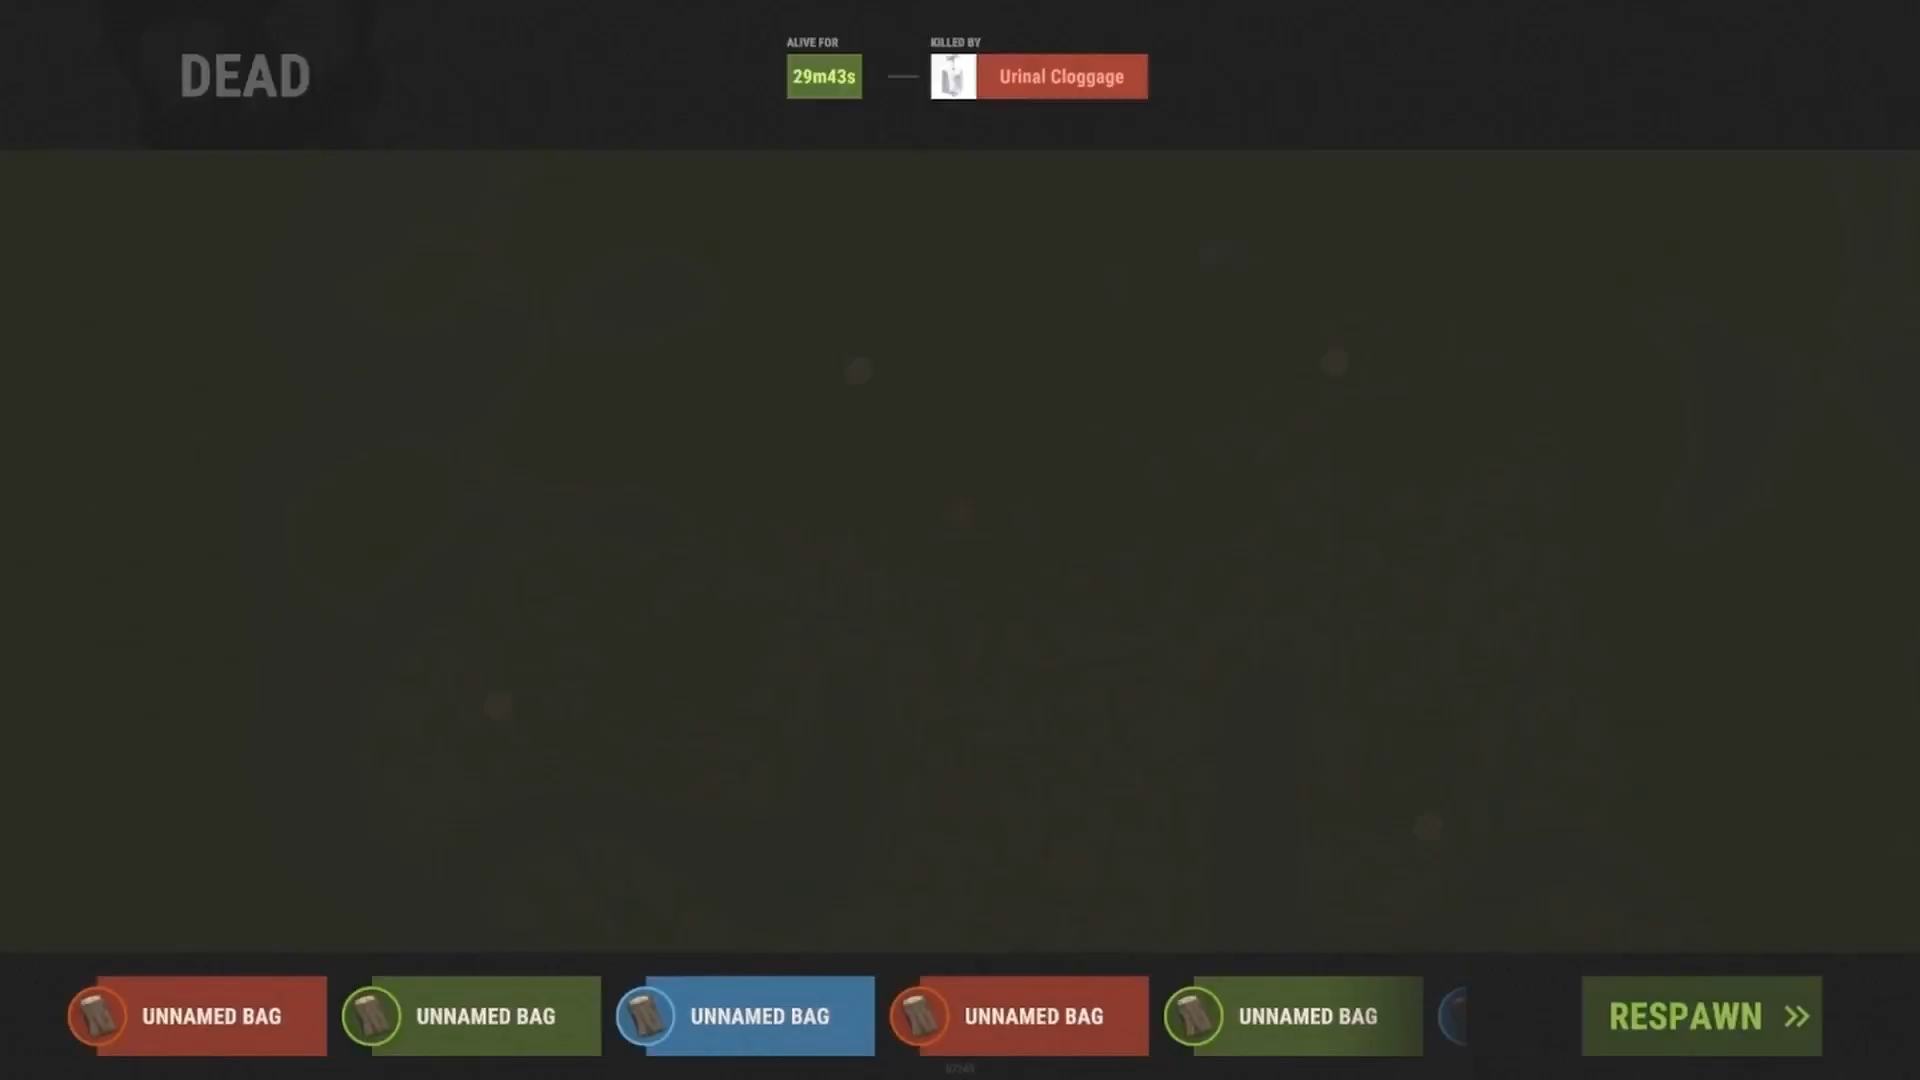 DEAD
ALIVE FOR
29m43s
KILLED BY
Urinal Cloggage
UNNAMED BAG
UNNAMED BAG
UNNAMED BAG
UNNAMED BAG
UNNAMED BAG
RESPAWN